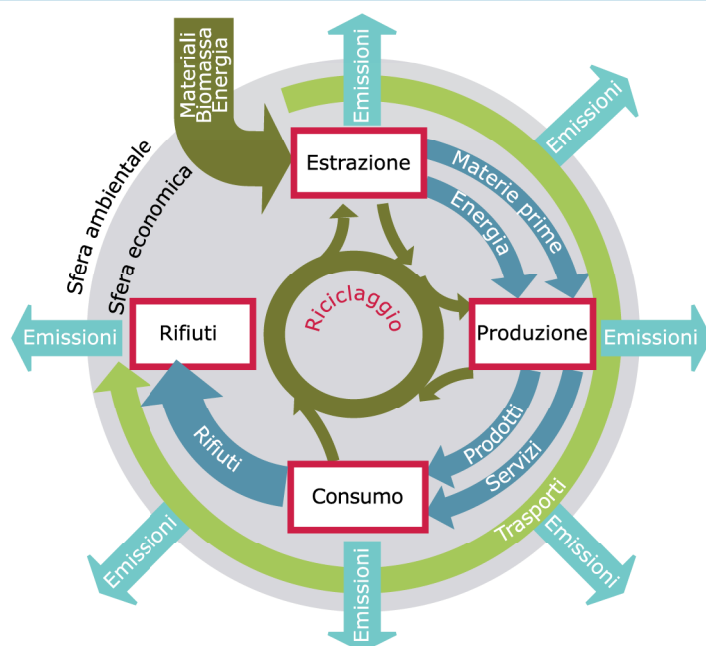 Materiali
Biomassa
Energia
Emissioni
Emissioni
Sfera ambientale
Sfera economica
Estrazione
Materie prime
Energia
Riciclaggio
Emissioni
Rifiuti
Produzione
Emissioni
Rifiuti
Prodotti
Servizi
Consumo
Trasporti
Emissioni
Emissioni
Emissioni